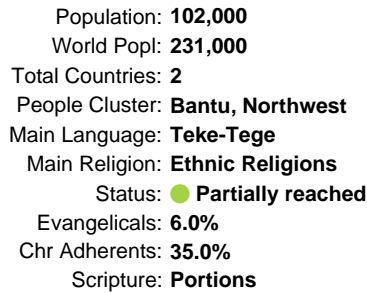 Population: 102,000
World Popl: 231,000
Total Countries: 2
People Cluster: Bantu, Northwest
Main Language: Teke-Tege
Main Religion: Ethnic Religions
Status: Partially reached
Evangelicals: 6.0%
Chr Adherents: 35.0%
Scripture: Portions